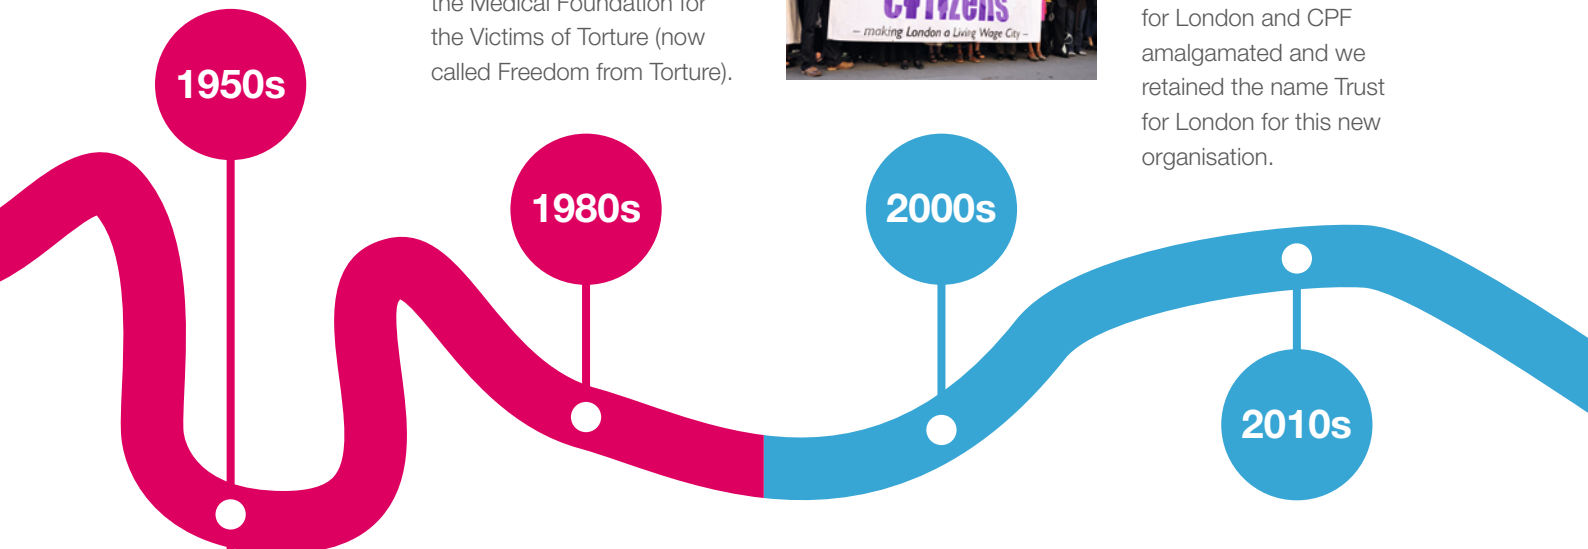 1950s
the Medical Foundation for
the Victims of Torture (now
called Freedom from Torture).
1980s
CITIZENS
– making London a Living Wage City –
2000s
for London and CPF
amalgamated and we
retained the name Trust
for London for this new
organisation.
2010s